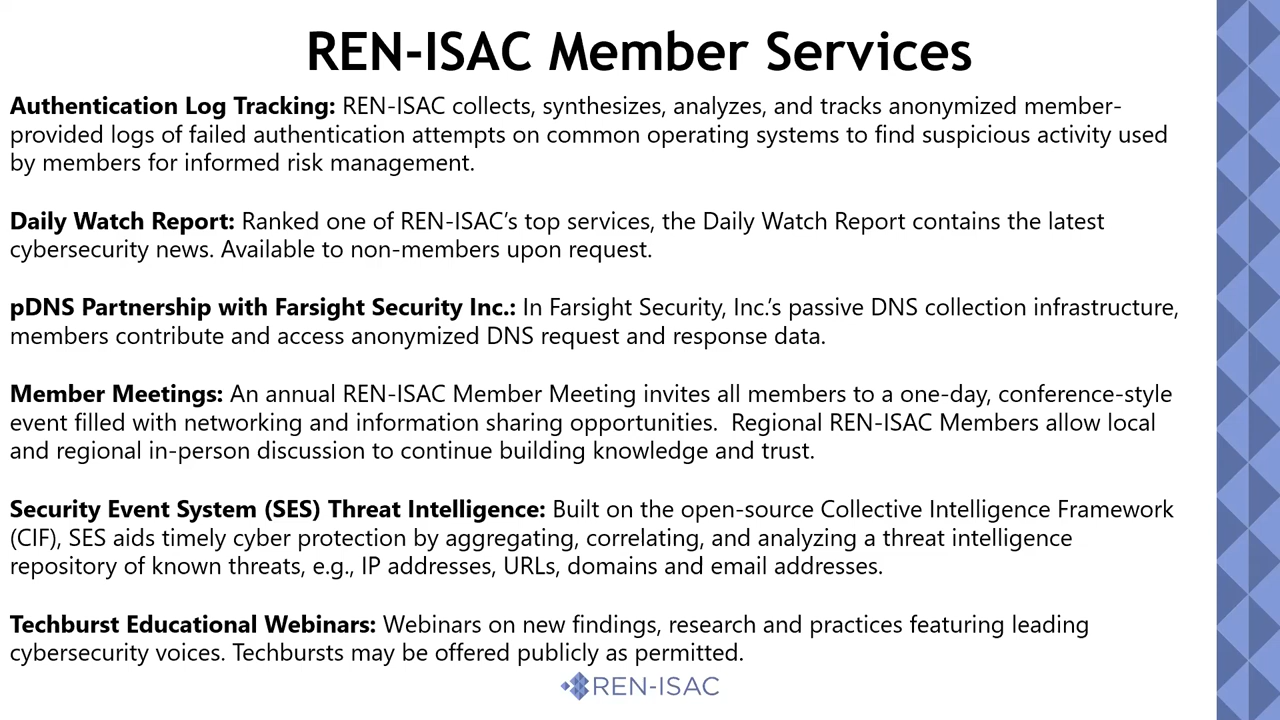 REN-ISAC Member Services
Authentication Log Tracking: REN-ISAC collects, synthesizes, analyzes, and tracks anonymized member-
provided logs of failed authentication attempts on common operating systems to find suspicious activity used
by members for informed risk management.
Daily Watch Report: Ranked one of REN-ISAC’s top services, the Daily Watch Report contains the latest
cybersecurity news. Available to non-members upon request.
pDNS Partnership with Farsight Security Inc.: In Farsight Security, Inc.’s passive DNS collection infrastructure,
members contribute and access anonymized DNS request and response data.
Member Meetings: An annual REN-ISAC Member Meeting invites all members to a one-day, conference-style
event filled with networking and information sharing opportunities.  Regional REN-ISAC Members allow local
and regional in-person discussion to continue building knowledge and trust.
Security Event System (SES) Threat Intelligence: Built on the open-source Collective Intelligence Framework
(CIF), SES aids timely cyber protection by aggregating, correlating, and analyzing a threat intelligence
repository of known threats, e.g., IP addresses, URLs, domains and email addresses.
Techburst Educational Webinars: Webinars on new findings, research and practices featuring leading
cybersecurity voices. Techbursts may be offered publicly as permitted.
REN-ISAC